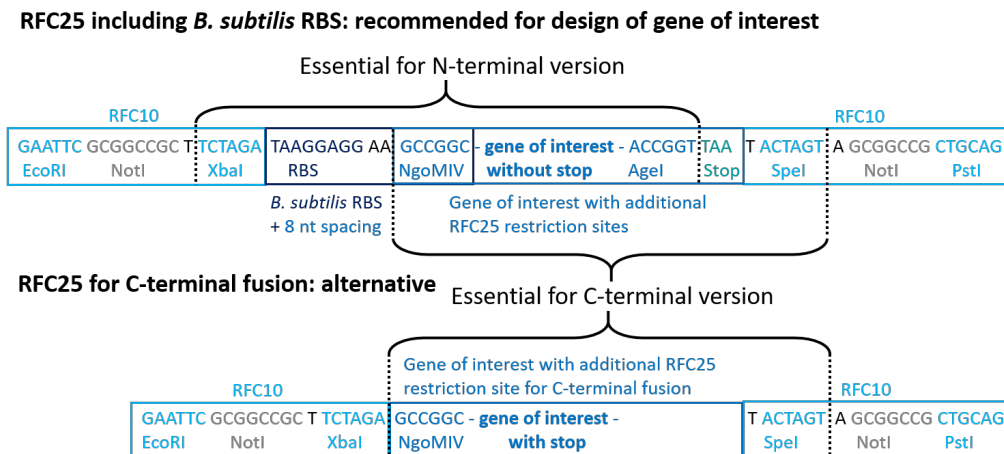 RFC25 including B. subtilis RBS: recommended for design of gene of interest
Essential for N-terminal version
RFC10 RFC10
GAATTC GCGGCCGC T TCTAGA TAAGGAGG AA GCCGGC - gene of interest - ACCGGT TAA T ACTAGT A GCGGCCG CTGCAG
EcoRI NotI XbaI RBS NgoMIV without stop AgeI Stop SpeI NotI PstI
B. subtilis RBS Gene of interest with additional
+ 8 nt spacing RFC25 restriction sites
RFC25 for C-terminal fusion: alternative
Essential for C-terminal version
Gene of interest with additional RFC25
restriction site for C-terminal fusion
RFC10 RFC10
GAATTC GCGGCCGC T TCTAGA GCCGGC - gene of interest - T ACTAGT A GCGGCCG CTGCAG
EcoRI NotI XbaI NgoMIV with stop SpeI NotI PstI